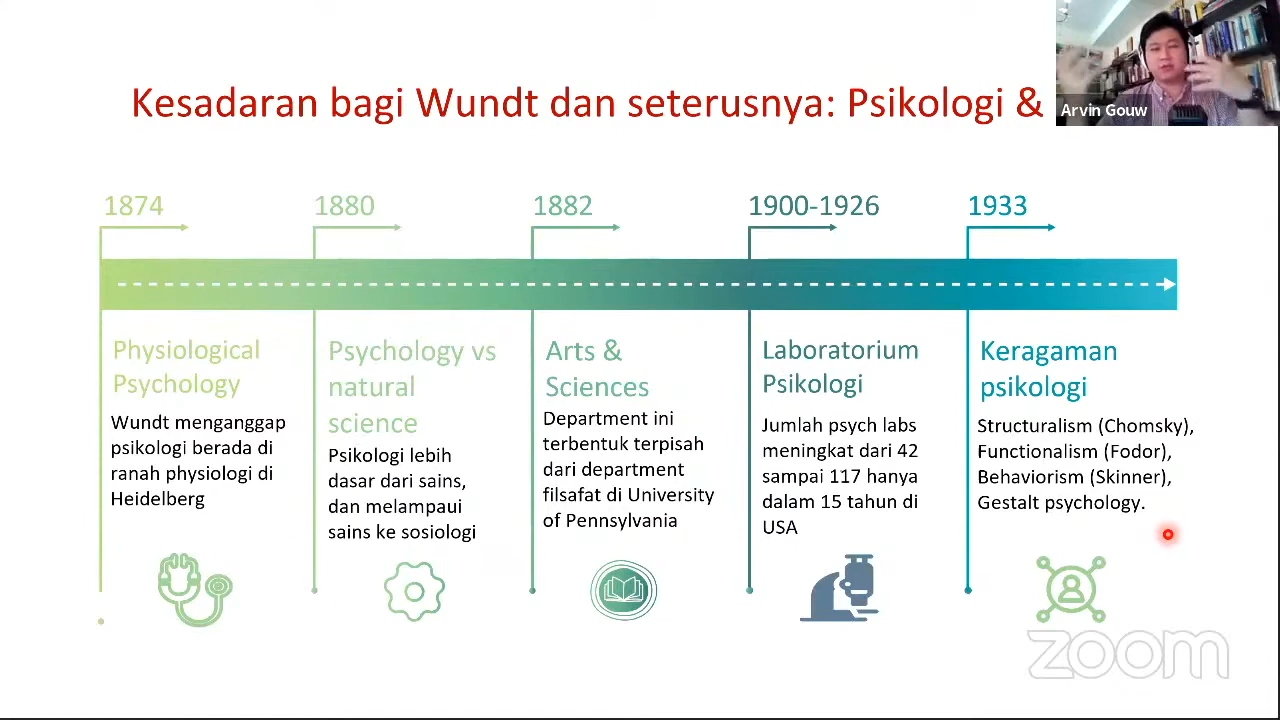 Kesadaran bagi Wundt dan seterusnya: Psikologi &
Arvin Gouw
1874
Physiological
Psychology
Wundt menganggap
psikologi berada di
ranah physiologi di
Heidelberg
1880
Psychology vs
natural
science
Psikologi lebih
dasar dari sains,
dan melampaui
sains ke sosiologi
1882
Arts &
Sciences
Department ini
terbentuk terpisah
dari department
filsafat di University
of Pennsylvania
1900-1926
Laboratorium
Psikologi
Jumlah psych labs
meningkat dari 42
sampai 117 hanya
dalam 15 tahun di
USA
1933
Keragaman
psikologi
Structuralism (Chomsky),
Functionalism (Fodor),
Behaviorism (Skinner),
Gestalt psychology.
zoom